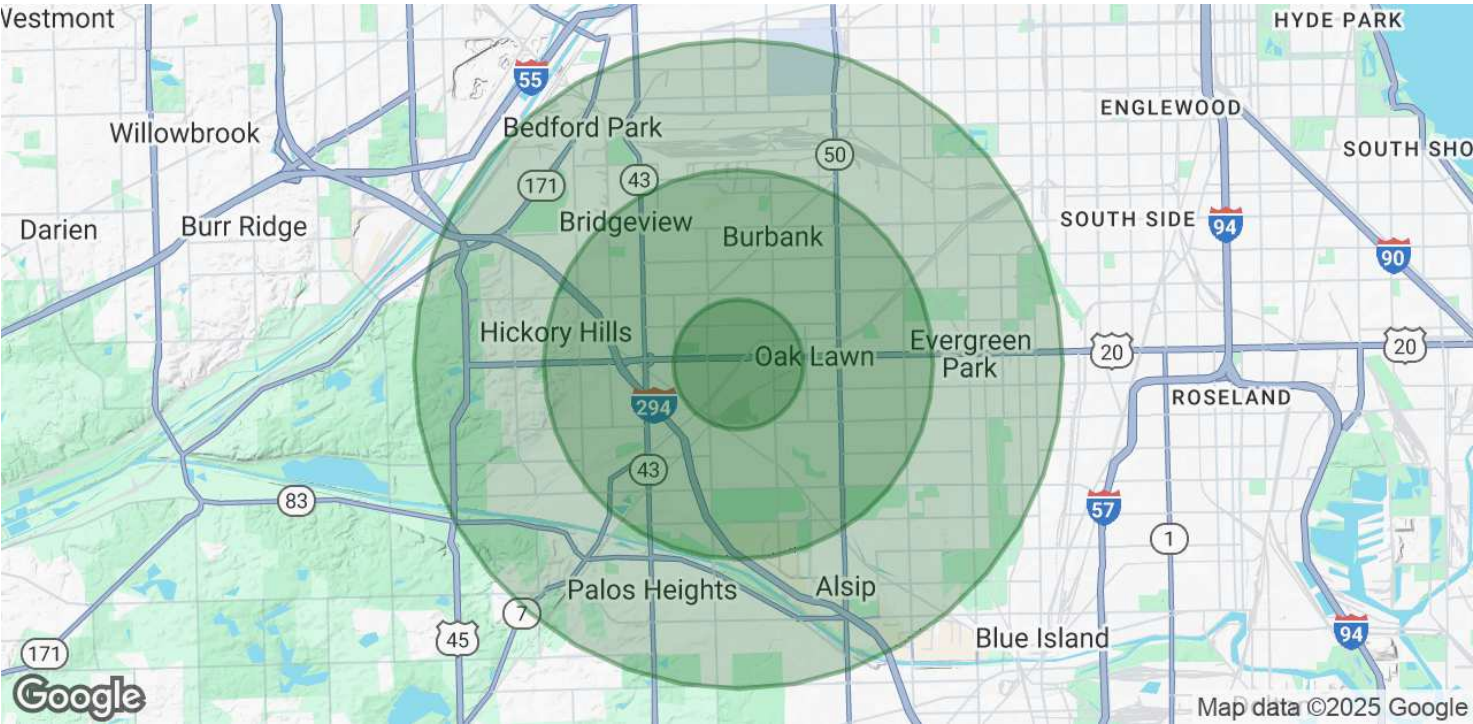 Westmont
HYDE PARK
55
ENGLEWOOD
Willowbrook
Bedford Park
50
SOUTH SHO
171
43
Darien
Burr Ridge
Bridgeview
Burbank
SOUTH SIDE
94
90
Hickory Hills
Oak Lawn
Evergreen
Park
20
20
294
ROSELAND
43
83
57
1
Palos Heights
Alsip
7
45
Blue Island
94
171
Google
Map data ©2025 Google